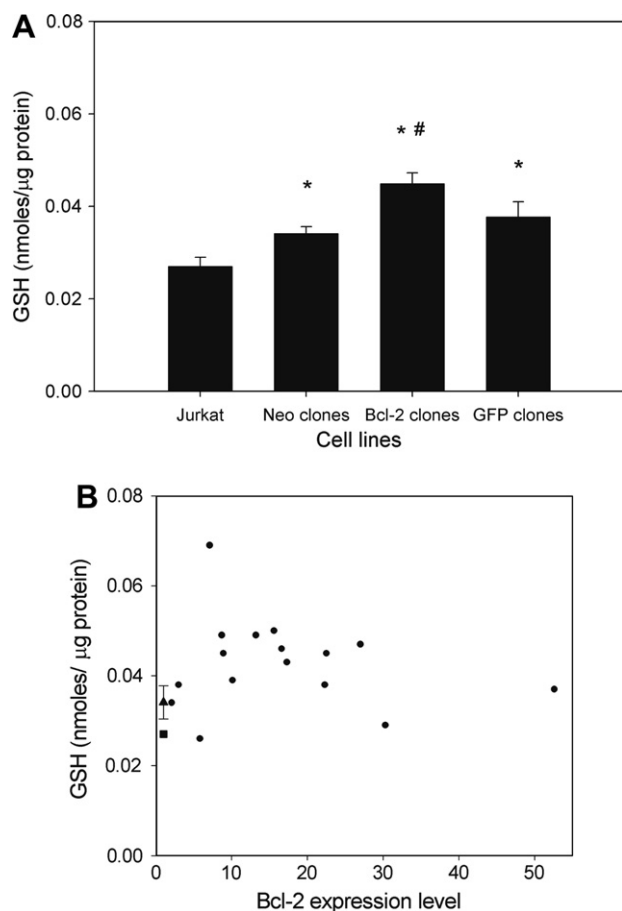 A
GSH (nmoles/μg protein)
0.08
0.06
0.04
0.02
0.00
*
* #
*
Jurkat Neo clones Bcl-2 clones GFP clones
Cell lines
B
GSH (nmoles/ μg protein)
0.08
0.06
0.04
0.02
0.00
0 10 20 30 40 50
Bcl-2 expression level